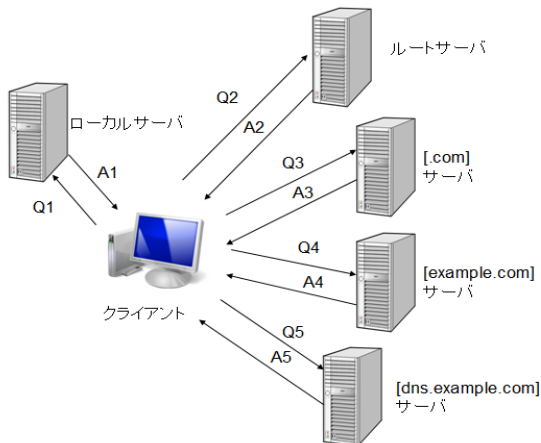 ルートサーバ
Q2
A2
ローカルサーバ
A1
Q1
Q3
A3
[.com]
サーバ
Q4
A4
[example.com]
サーバ
クライアント
Q5
A5
[dns.example.com]
サーバ